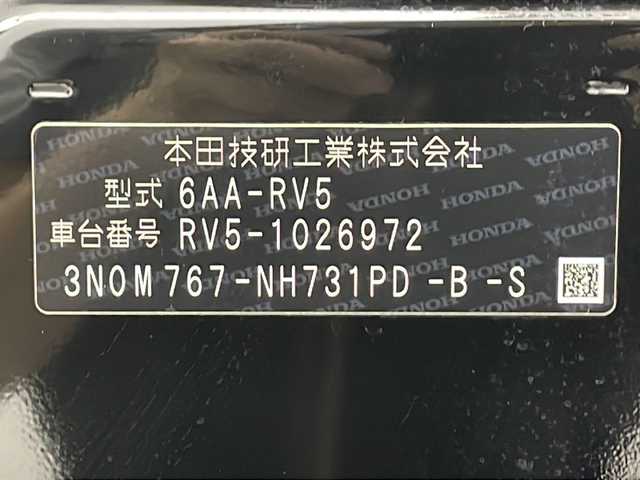 本田技研工業株式会社
型式 6AA-RV5
車台番号 RV5-1026972
3N0M767-NH731PD-B-S